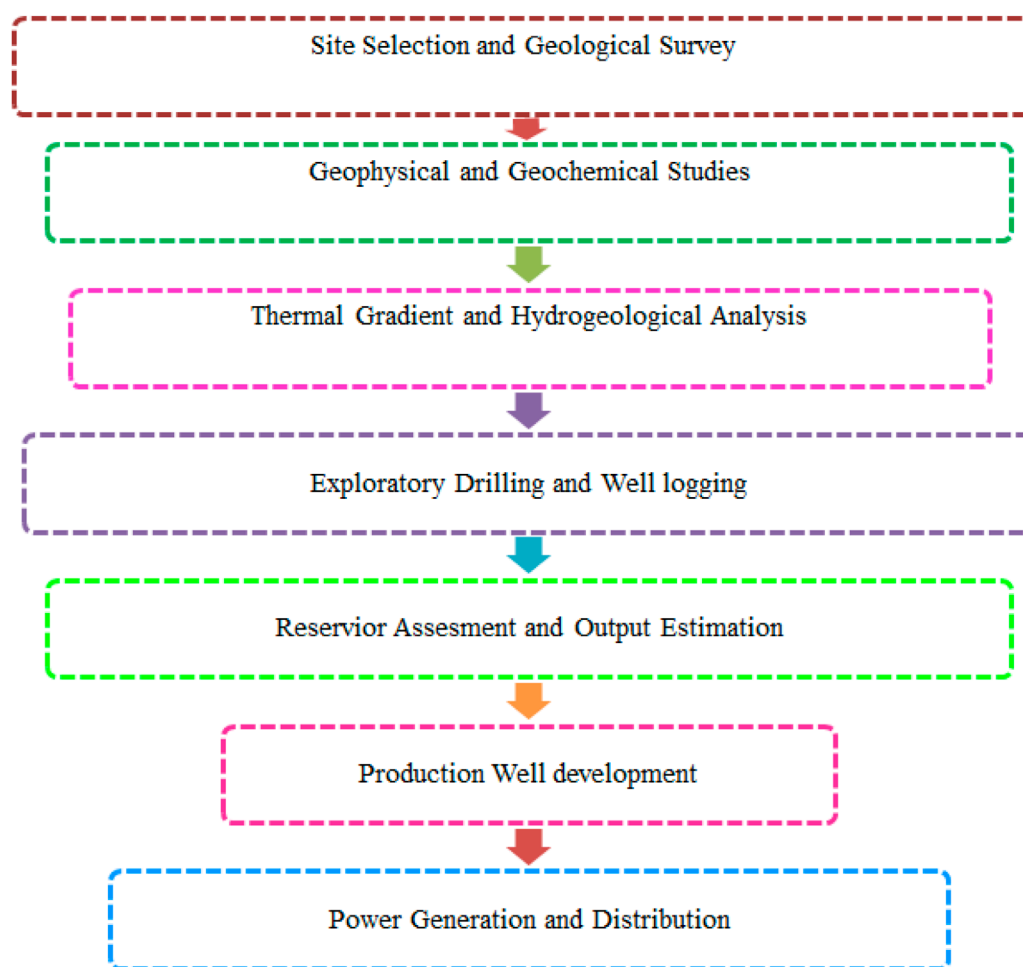 Site Selection and Geological Survey
Geophysical and Geochemical Studies
Thermal Gradient and Hydrogeological Analysis
Exploratory Drilling and Well logging
Reservior Assesment and Output Estimation
Production Well development
Power Generation and Distribution